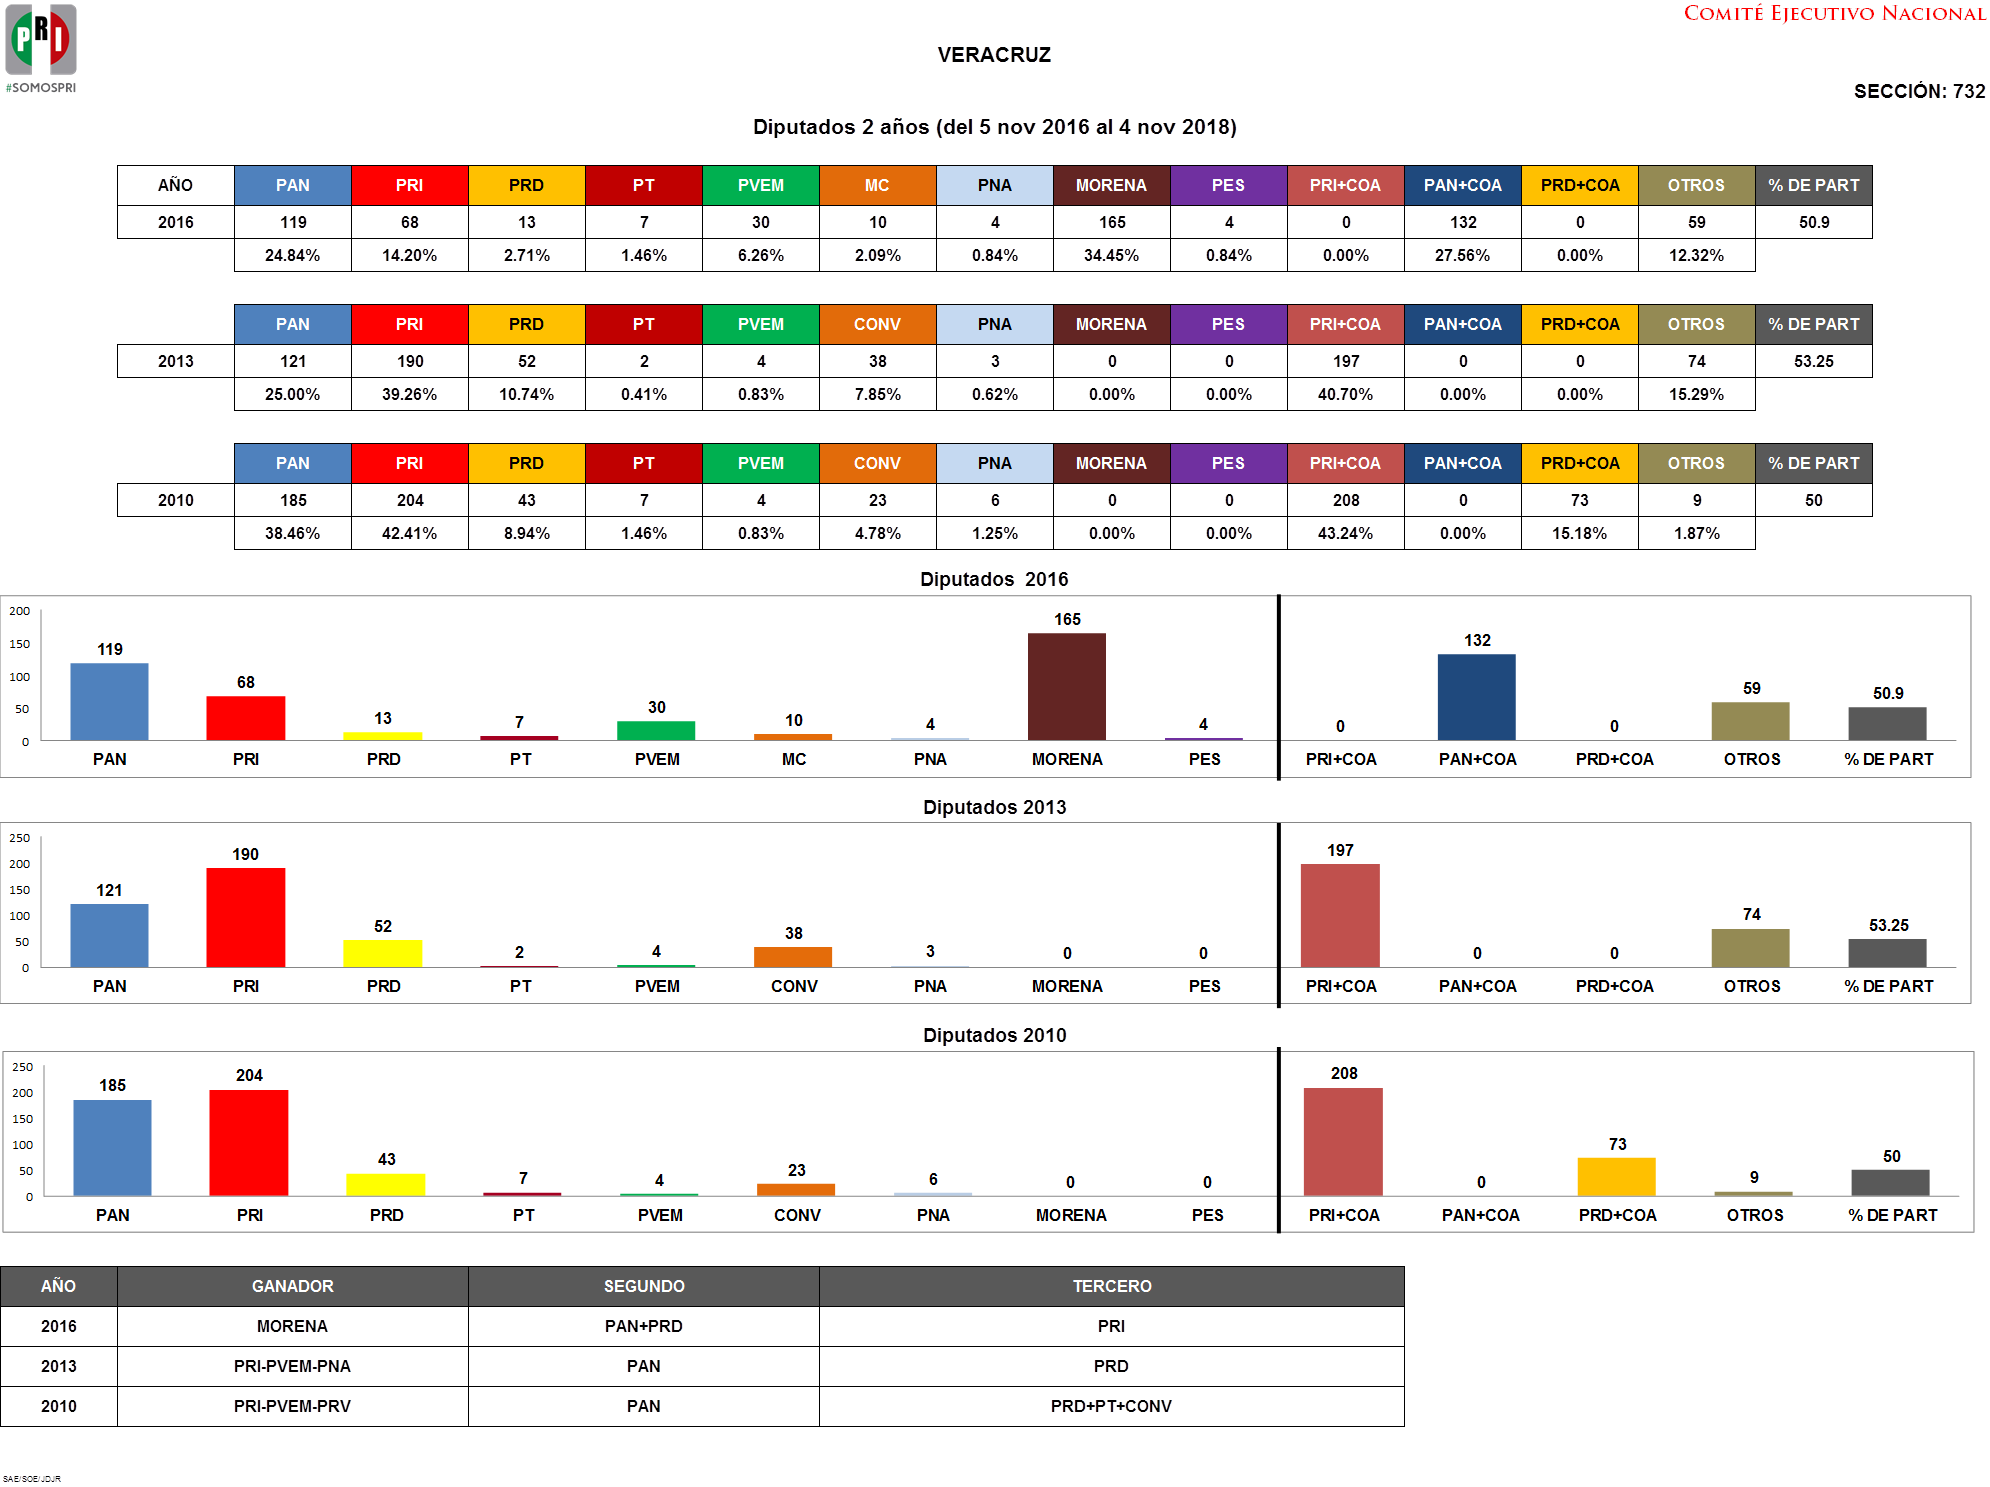 PRI
#SOMOSPRI
COMITÉ EJECUTIVO NACIONAL
VERACRUZ
SECCIÓN: 732
Diputados 2 años (del 5 nov 2016 al 4 nov 2018)
AÑO PAN PRI PRD PT PVEM MC PNA MORENA PES PRI+COA PAN+COA PRD+COA OTROS % DE PART
2016 119 68 13 7 30 10 4 165 4 0 132 0 59 50.9
24.84% 14.20% 2.71% 1.46% 6.26% 2.09% 0.84% 34.45% 0.84% 0.00% 27.56% 0.00% 12.32%
PAN PRI PRD PT PVEM CONV PNA MORENA PES PRI+COA PAN+COA PRD+COA OTROS % DE PART
2013 121 190 52 2 4 38 3 0 0 197 0 0 74 53.25
25.00% 39.26% 10.74% 0.41% 0.83% 7.85% 0.62% 0.00% 0.00% 40.70% 0.00% 0.00% 15.29%
PAN PRI PRD PT PVEM CONV PNA MORENA PES PRI+COA PAN+COA PRD+COA OTROS % DE PART
2010 185 204 43 7 4 23 6 0 0 208 0 73 9 50
38.46% 42.41% 8.94% 1.46% 0.83% 4.78% 1.25% 0.00% 0.00% 43.24% 0.00% 15.18% 1.87%
Diputados 2016
200
150
100
50
0
119 68 13 7 30 10 4 165 4 0 132 0 59 50.9
PAN PRI PRD PT PVEM MC PNA MORENA PES PRI+COA PAN+COA PRD+COA OTROS % DE PART
Diputados 2013
250
200
150
100
50
0
121 190 52 2 4 38 3 0 0 197 0 0 74 53.25
PAN PRI PRD PT PVEM CONV PNA MORENA PES PRI+COA PAN+COA PRD+COA OTROS % DE PART
Diputados 2010
250
200
150
100
50
0
185 204 43 7 4 23 6 0 0 208 0 73 9 50
PAN PRI PRD PT PVEM CONV PNA MORENA PES PRI+COA PAN+COA PRD+COA OTROS % DE PART
AÑO GANADOR SEGUNDO TERCERO
2016 MORENA PAN+PRD PRI
2013 PRI-PVEM-PNA PAN PRD
2010 PRI-PVEM-PRV PAN PRD+PT+CONV
SAE/SOE/JDJR